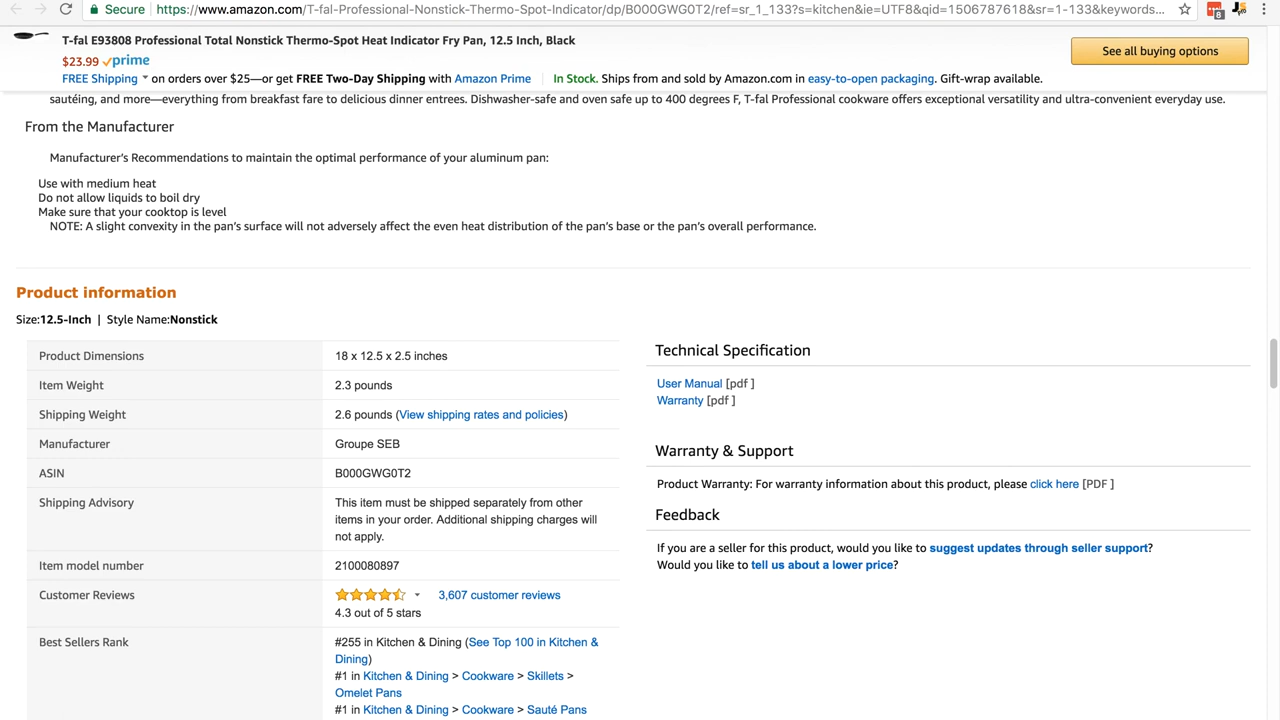 Secure
https://www.amazon.com/T-fal-Professional-Nonstick-Thermo-Spot-Indicator/dp/B000GWG0T2/ref=sr_1_133?s=kitchen&ie=UTF8&qid=1506787618&sr=1-133&keywords...
8
T-fal E93808 Professional Total Nonstick Thermo-Spot Heat Indicator Fry Pan, 12.5 Inch, Black
$23.99 prime
See all buying options
FREE Shipping on orders over $25—or get FREE Two-Day Shipping with Amazon Prime In Stock. Ships from and sold by Amazon.com in easy-to-open packaging. Gift-wrap available.
sautéing, and more—everything from breakfast fare to delicious dinner entrees. Dishwasher-safe and oven safe up to 400 degrees F, T-fal Professional cookware offers exceptional versatility and ultra-convenient everyday use.
From the Manufacturer
Manufacturer's Recommendations to maintain the optimal performance of your aluminum pan:
Use with medium heat
Do not allow liquids to boil dry
Make sure that your cooktop is level
NOTE: A slight convexity in the pan's surface will not adversely affect the even heat distribution of the pan's base or the pan's overall performance.
Product information
Size:12.5-Inch | Style Name:Nonstick
Product Dimensions 18 x 12.5 x 2.5 inches
Item Weight 2.3 pounds
Shipping Weight 2.6 pounds (View shipping rates and policies)
Manufacturer Groupe SEB
ASIN B000GWG0T2
Shipping Advisory This item must be shipped separately from other
items in your order. Additional shipping charges will
not apply.
Item model number 2100080897
Customer Reviews 3,607 customer reviews
4.3 out of 5 stars
Best Sellers Rank #255 in Kitchen & Dining (See Top 100 in Kitchen &
Dining)
#1 in Kitchen & Dining > Cookware > Skillets >
Omelet Pans
#1 in Kitchen & Dining > Cookware > Sauté Pans
Technical Specification
User Manual [pdf ]
Warranty [pdf ]
Warranty & Support
Product Warranty: For warranty information about this product, please click here [PDF ]
Feedback
If you are a seller for this product, would you like to suggest updates through seller support?
Would you like to tell us about a lower price?